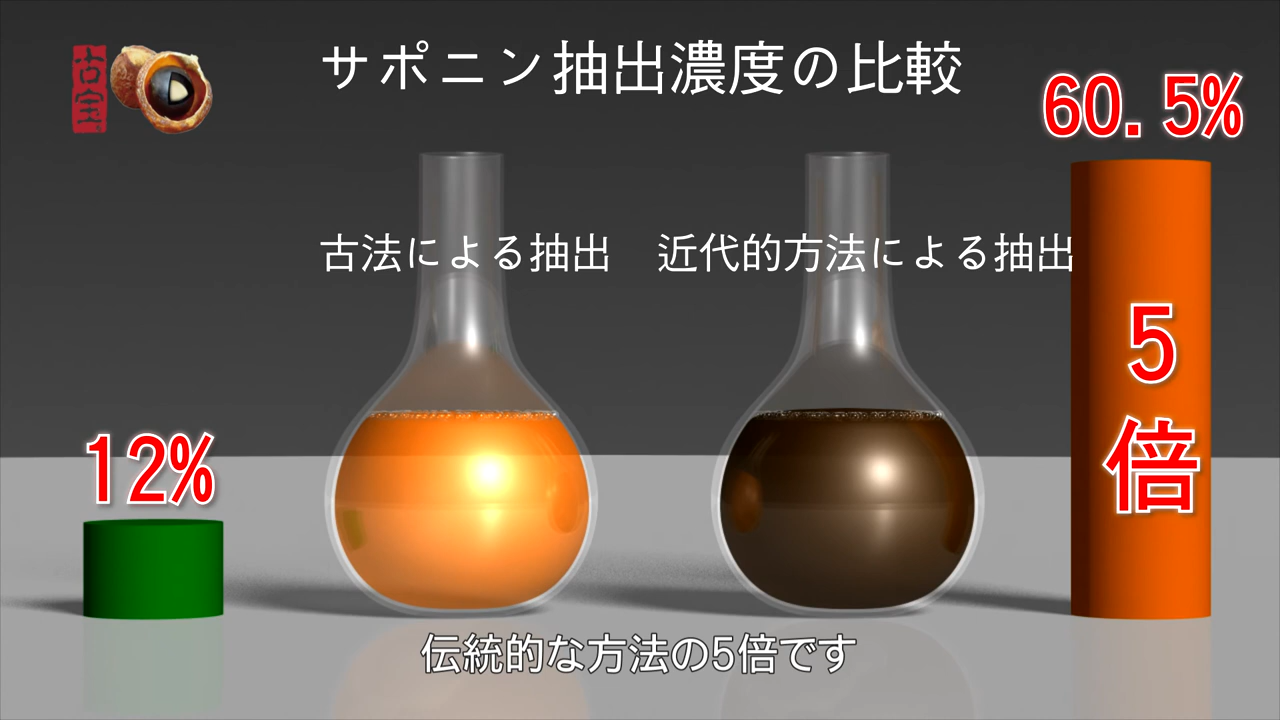 古宝
サポニン抽出濃度の比較
60.5%
古法による抽出
近代的方法による抽出
5
倍
12%
伝統的な方法の5倍です